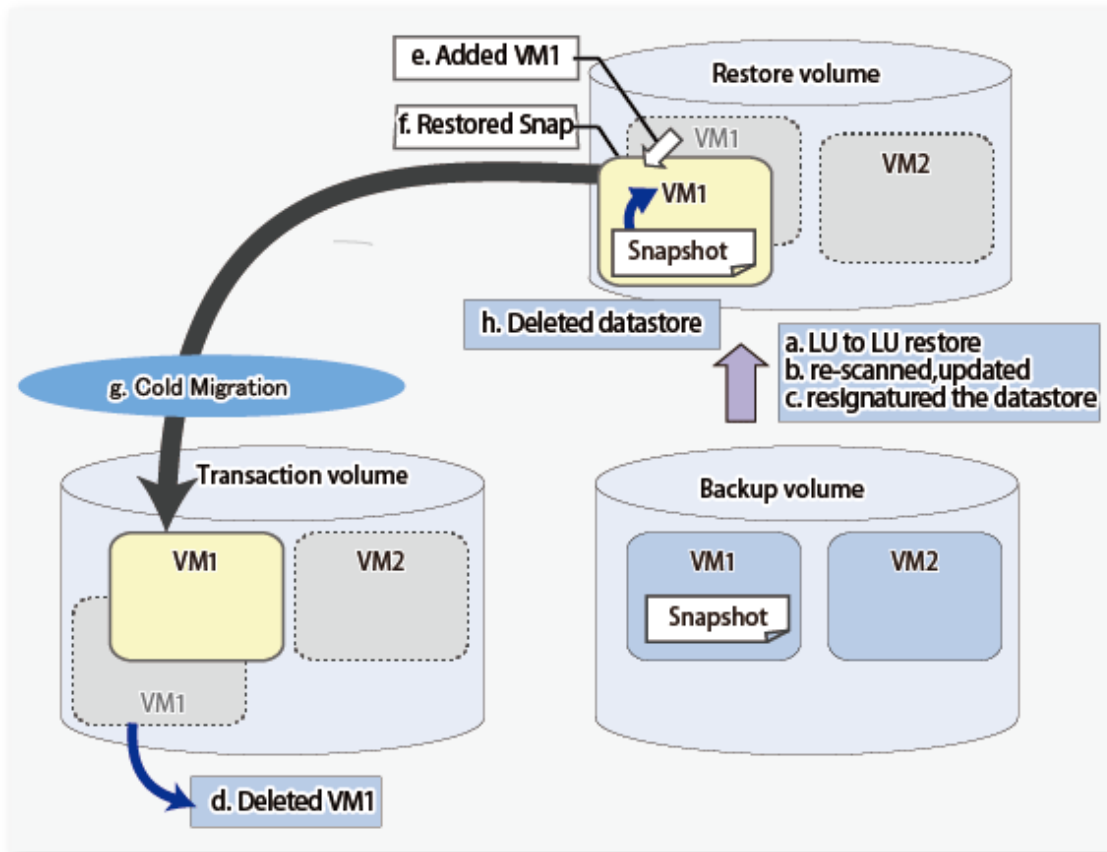 e. Added VM1
Restore volume
f. Restored Snap
VM1
VM2
VM1
Snapshot
h. Deleted datastore
a. LU to LU restore
b. re-scanned,updated
c. resignatured the datastore
g. Cold Migration
Transaction volume
Backup volume
VM1
VM2
VM1
VM2
Snapshot
VM1
d. Deleted VM1